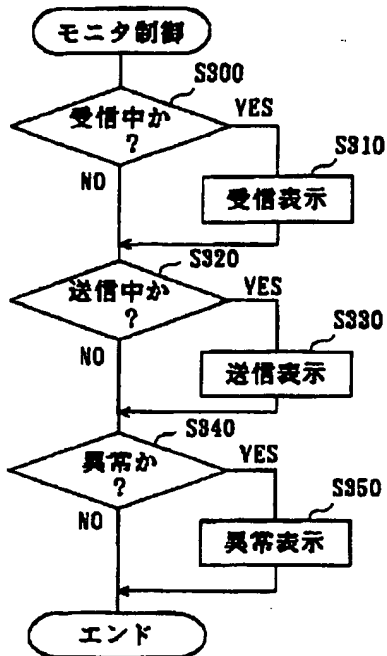 モニタ制御
S300
受信中か
?
YES
NO
S310
受信表示
S320
送信中か
?
YES
NO
S330
送信表示
S340
異常か
?
YES
NO
S350
異常表示
エンド